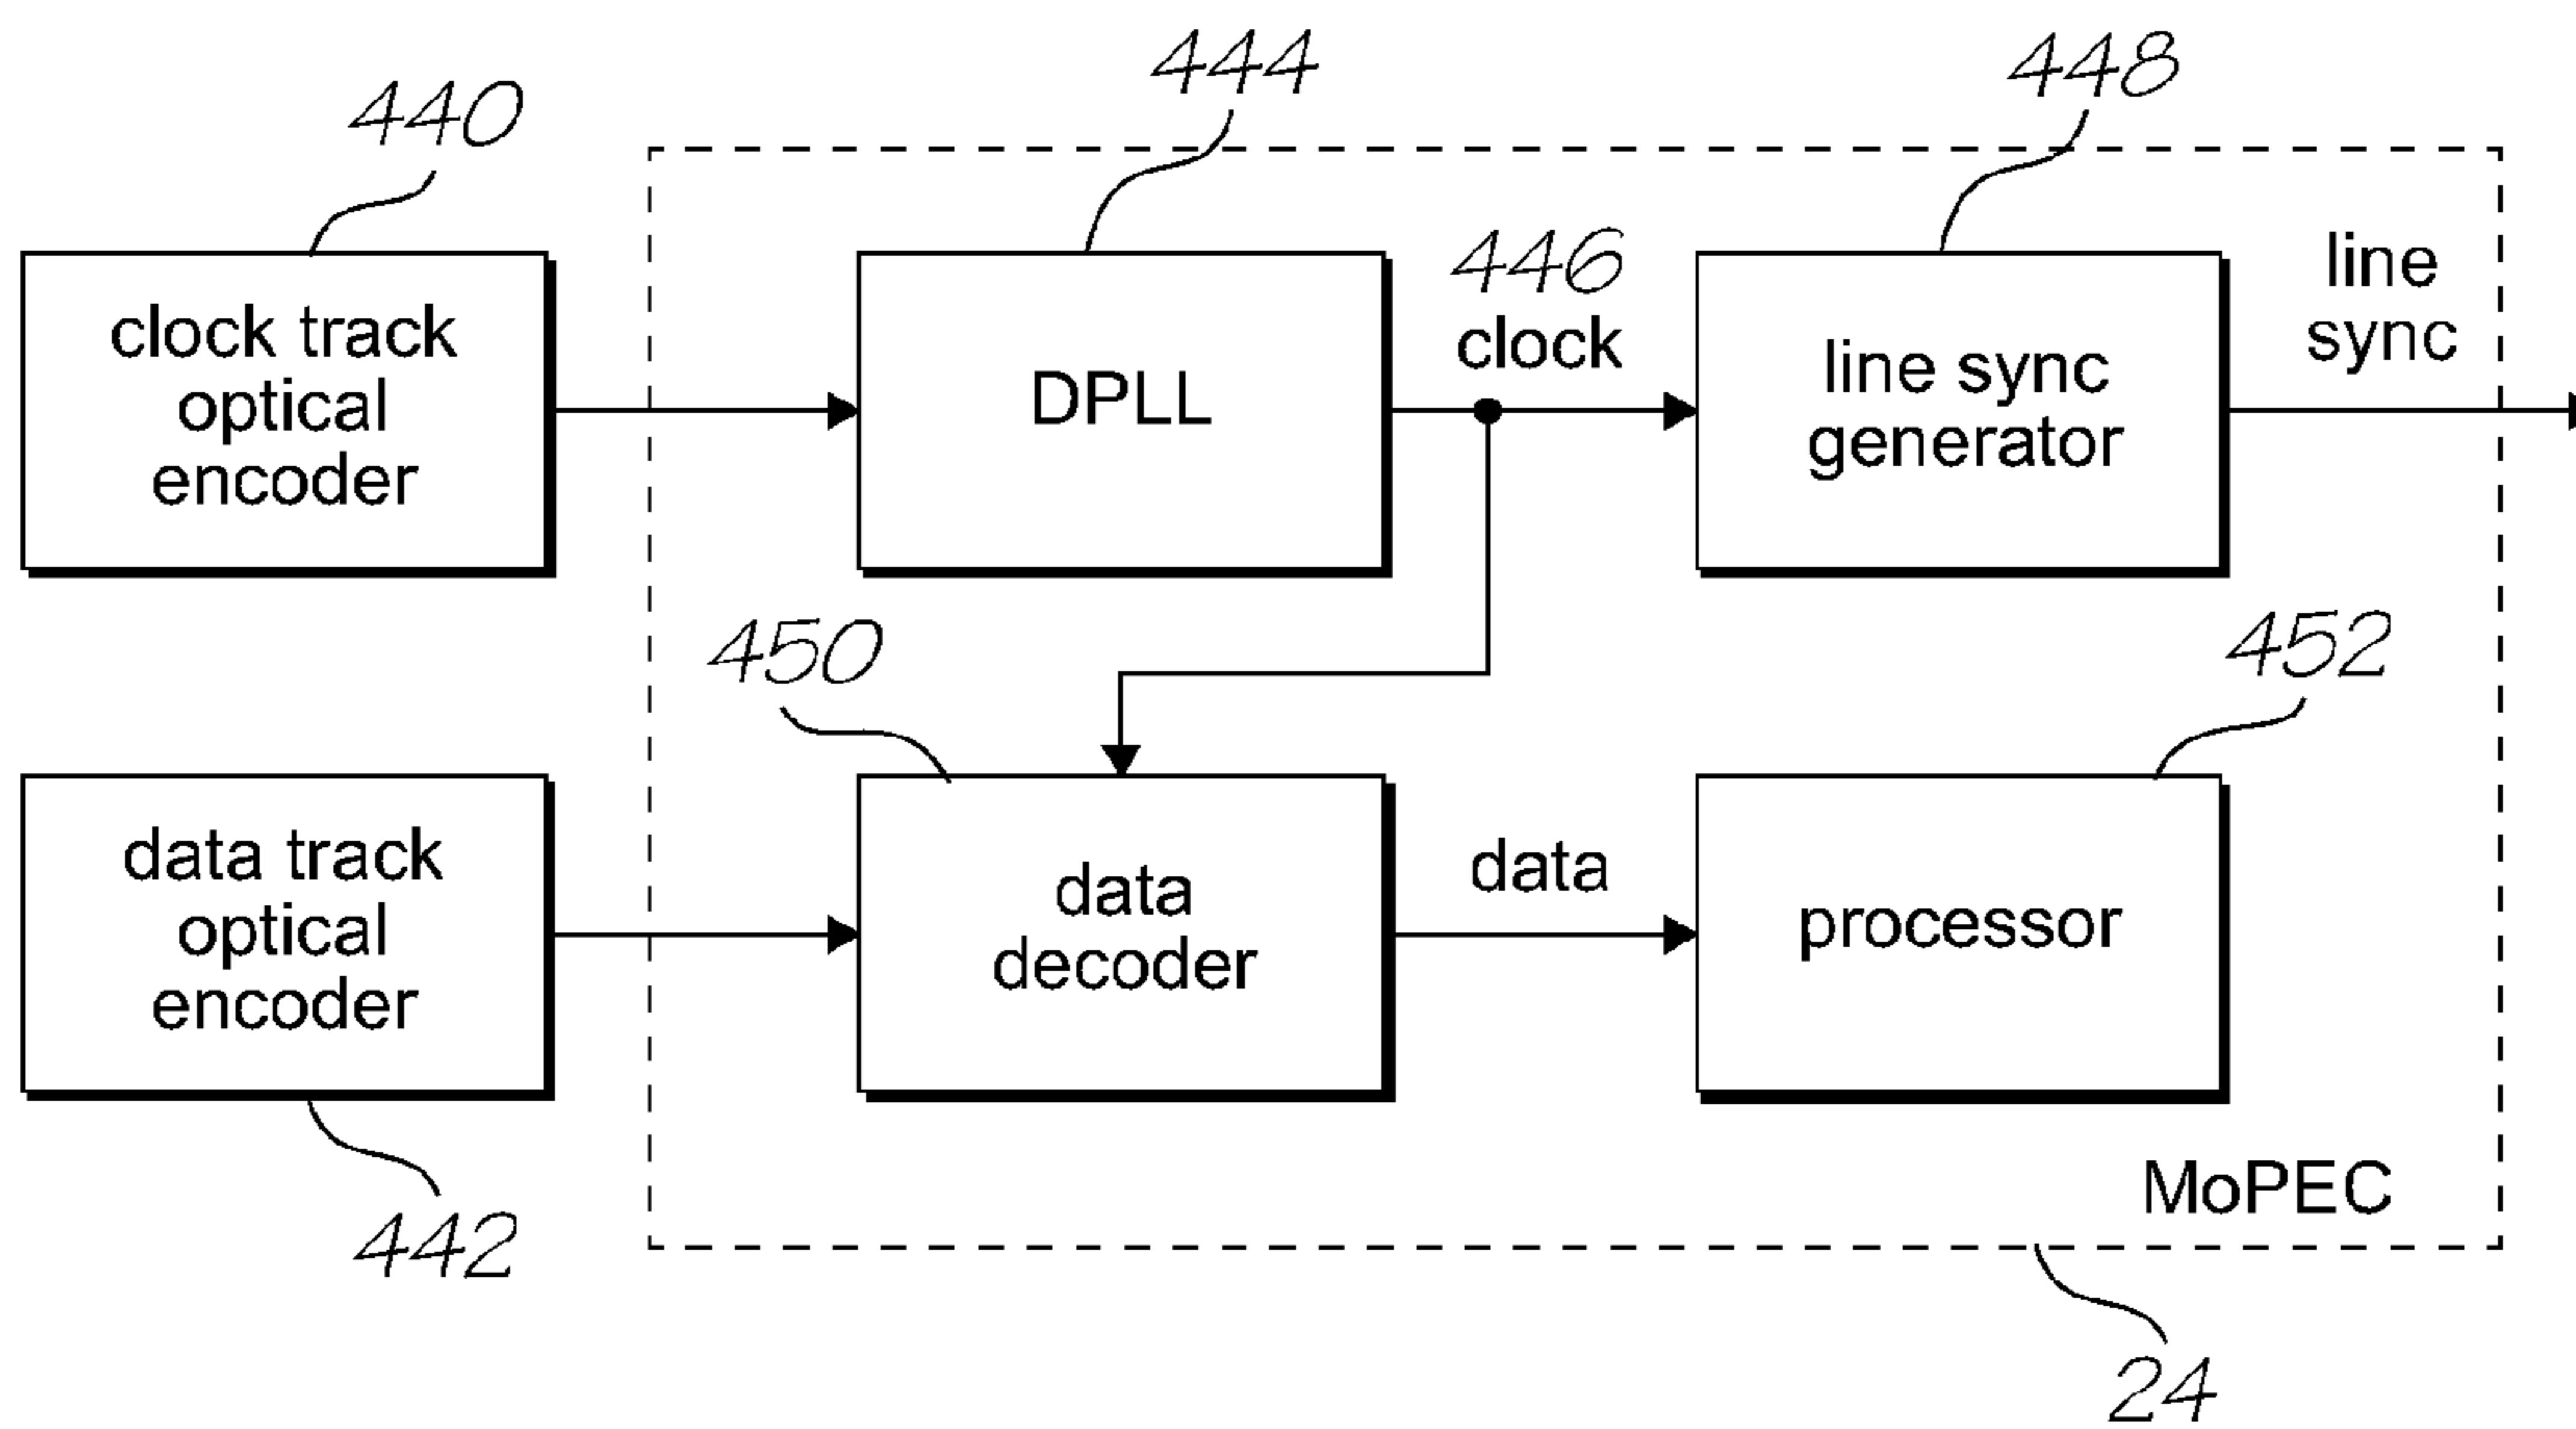 444
448
440
446
line
sync
clock track
optical
encoder
DPLL
clock
line sync
generator
450
452
data track
optical
encoder
data
decoder
data
processor
MoPEC
442
24